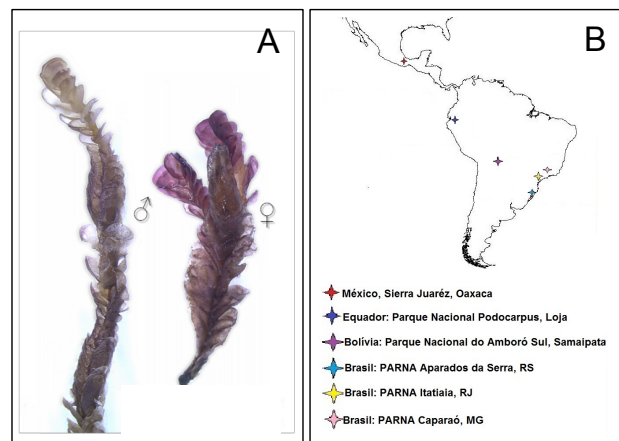 A
♂
♀
B
México, Sierra Juaréz, Oaxaca
Equador: Parque Nacional Podocarpus, Loja
Bolívia: Parque Nacional do Amboró Sul, Samaipata
Brasil: PARNA Aparados da Serra, RS
Brasil: PARNA Itatiaia, RJ
Brasil: PARNA Caparaó, MG